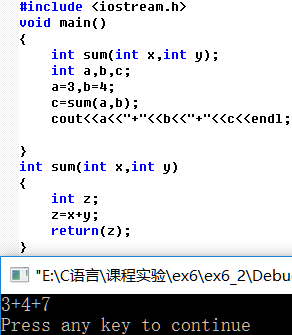 #include <iostream.h>
void main()
{
    int sum(int x,int y);
    int a,b,c;
    a=3,b=4;
    c=sum(a,b);
    cout<<a<<"+"<<b<<"+"<<c<<endl;
}
int sum(int x,int y)
{
    int z;
    z=x+y;
    return(z);
}
"E:\C语言\课程实验\ex6\ex6_2\Debu
3+4+7
Press any key to continue